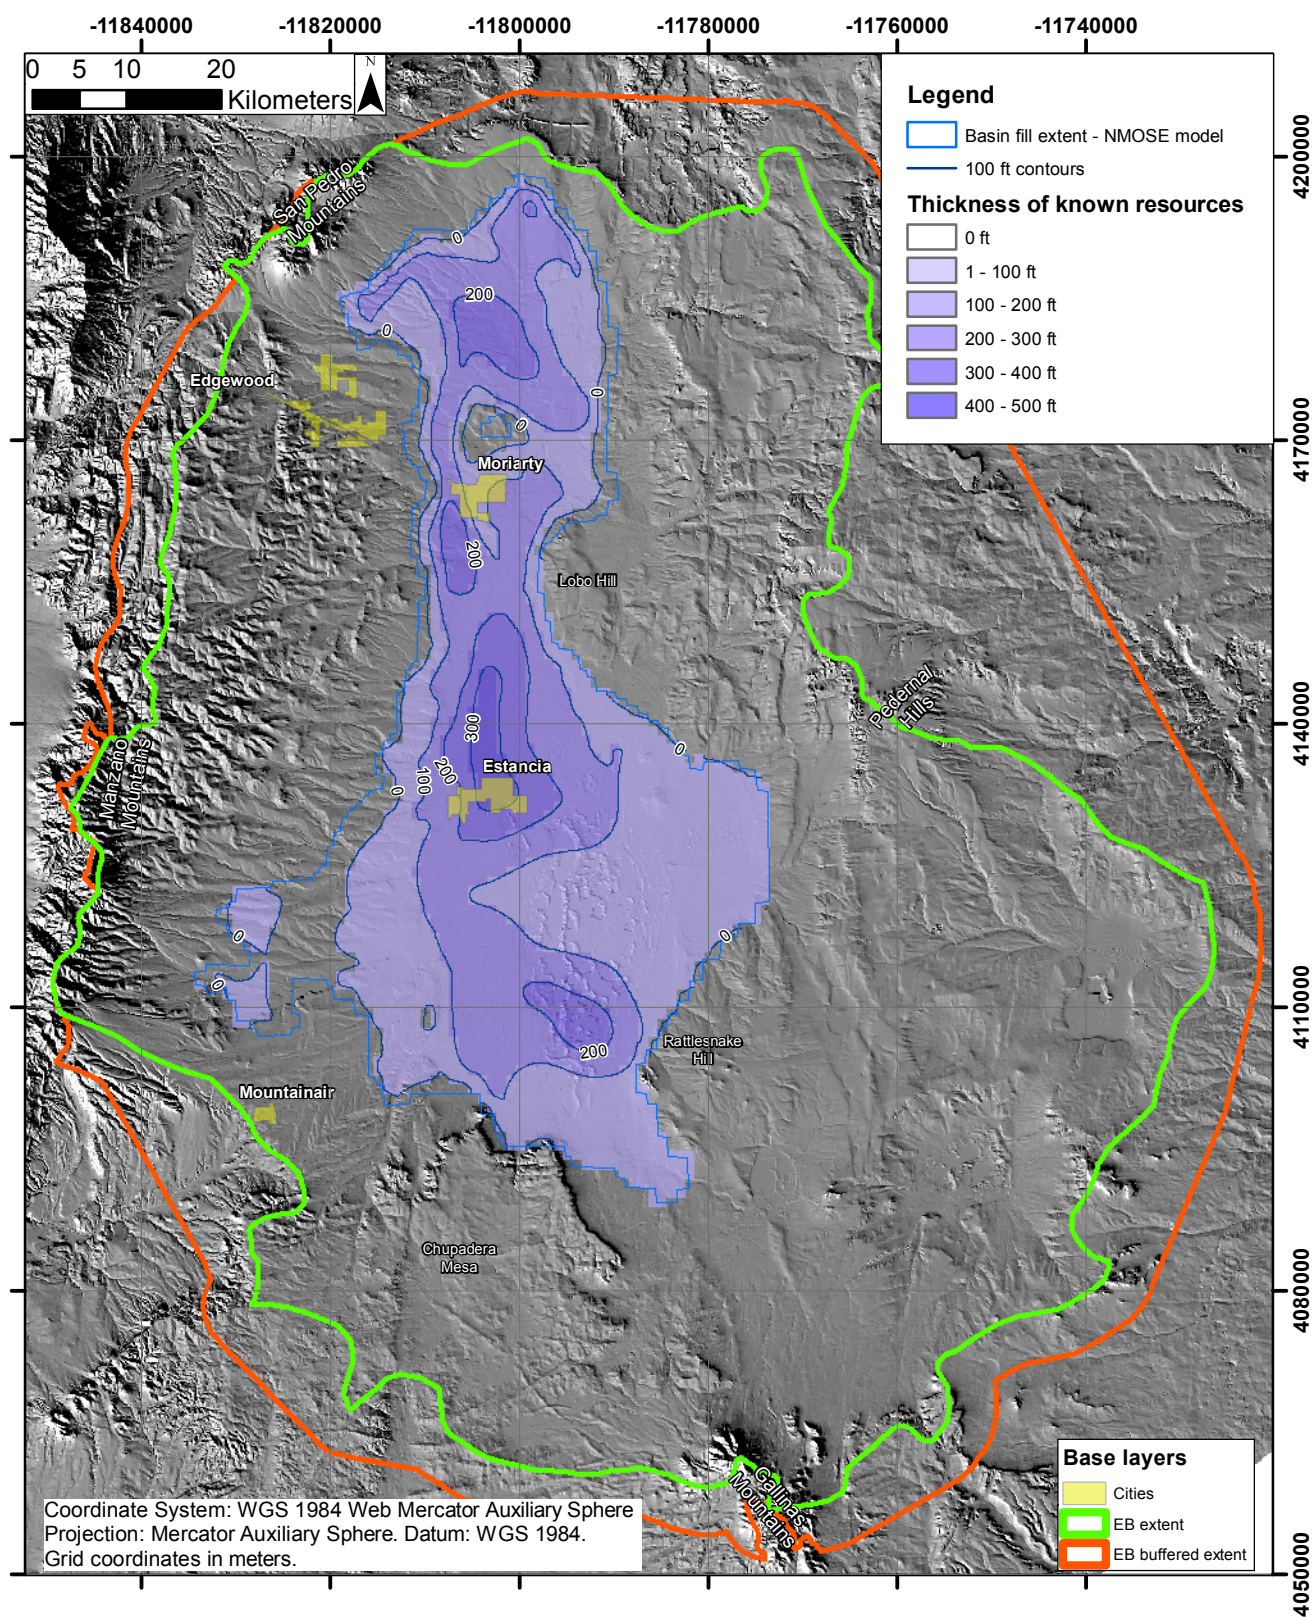 -11840000 -11820000 -11800000 -11780000 -11760000 -11740000
0 5 10 20
Kilometers
N
Legend
Basin fill extent - NMOSE model
100 ft contours
Thickness of known resources
0 ft
1 - 100 ft
100 - 200 ft
200 - 300 ft
300 - 400 ft
400 - 500 ft
4200000
4170000
4140000
4110000
4080000
4050000
San Pedro
Mountains
0
200
0
Edgewood
0
0
Moriarty
200
Lobo Hill
Pedernal
Hills
300
0
Manzano
Mountains
200
100
0
Estancia
0
0
0
200
Rattlesnake
Hill
Mountainair
Chupadera
Mesa
Gallinas
Mountains
Base layers
Cities
EB extent
EB buffered extent
Coordinate System: WGS 1984 Web Mercator Auxiliary Sphere
Projection: Mercator Auxiliary Sphere. Datum: WGS 1984.
Grid coordinates in meters.